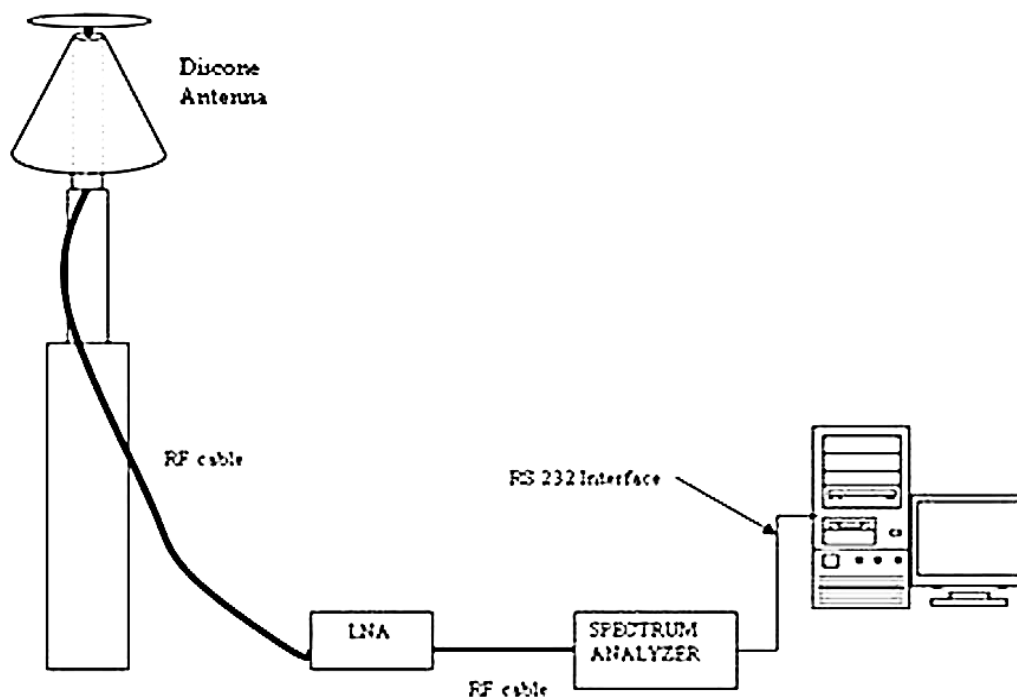 Discone
Antenna
RF cable
RS 232 Interface
LNA
SPECTRUM
ANALYZER
RF cable